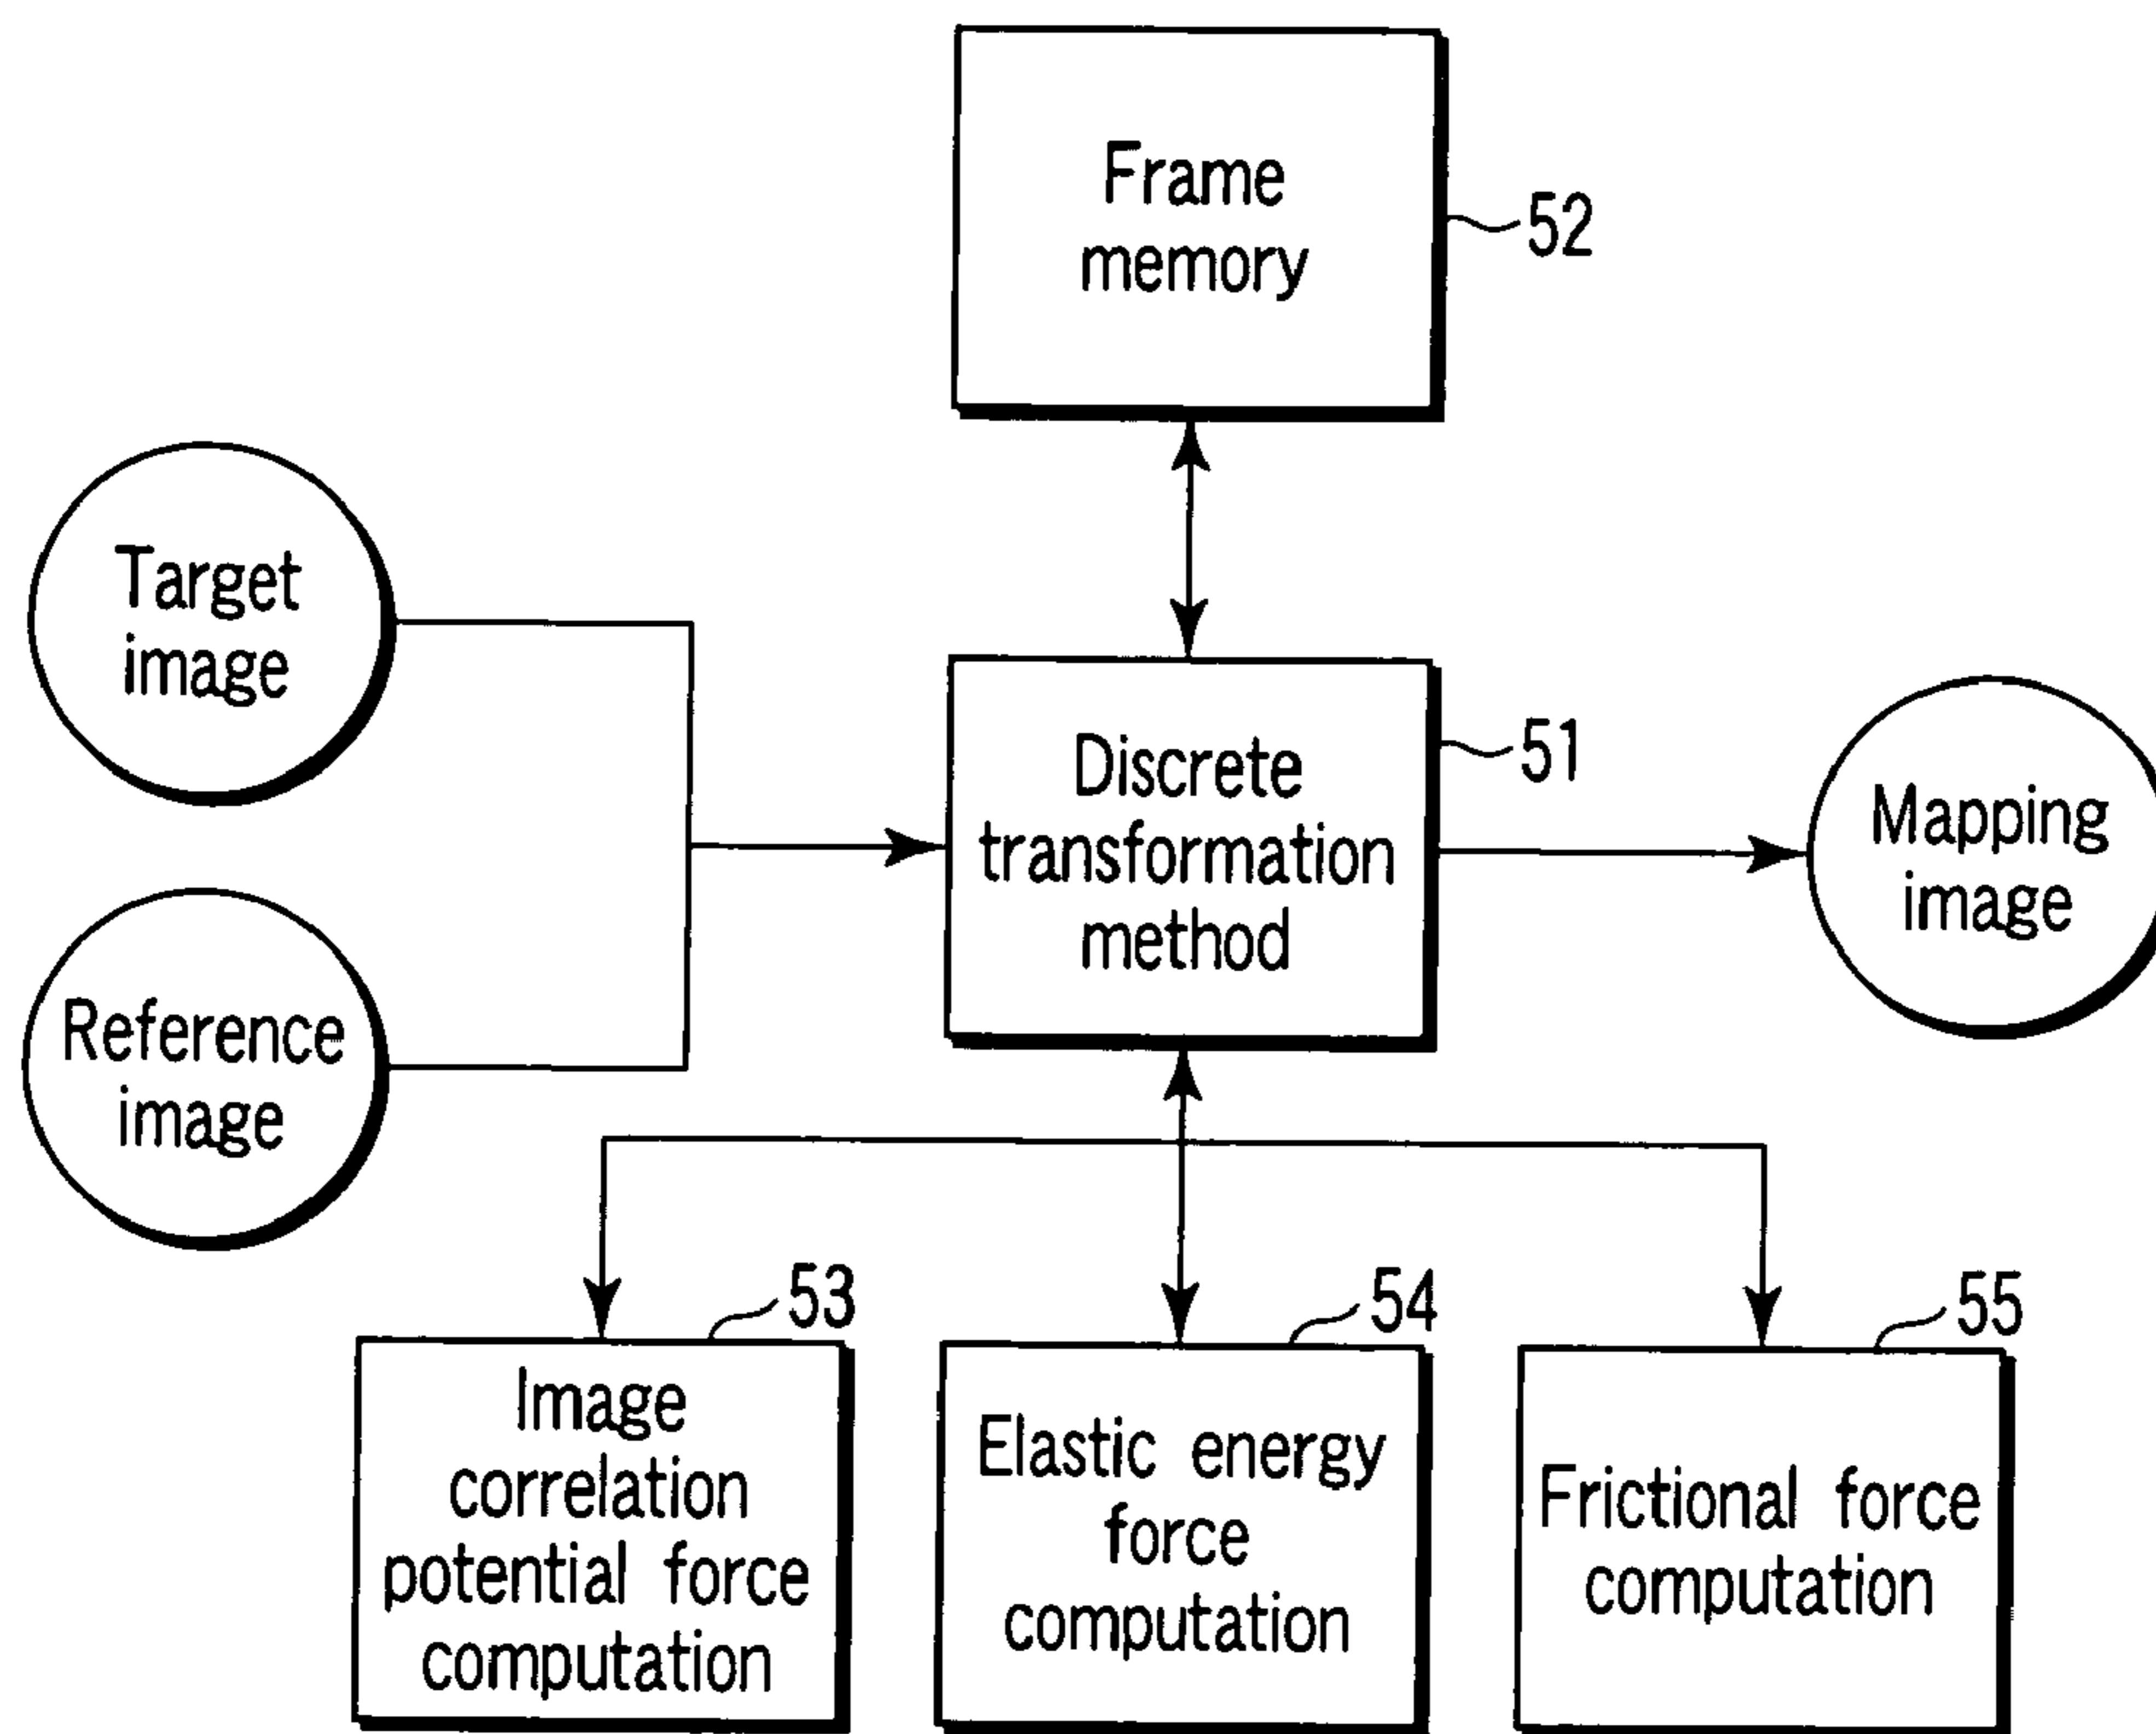 Frame
memory
52
Target
image
Discrete
transformation
method
51
Mapping
image
Reference
image
53
Image
correlation
potential force
computation
54
Elastic energy
force
computation
55
Frictional force
computation